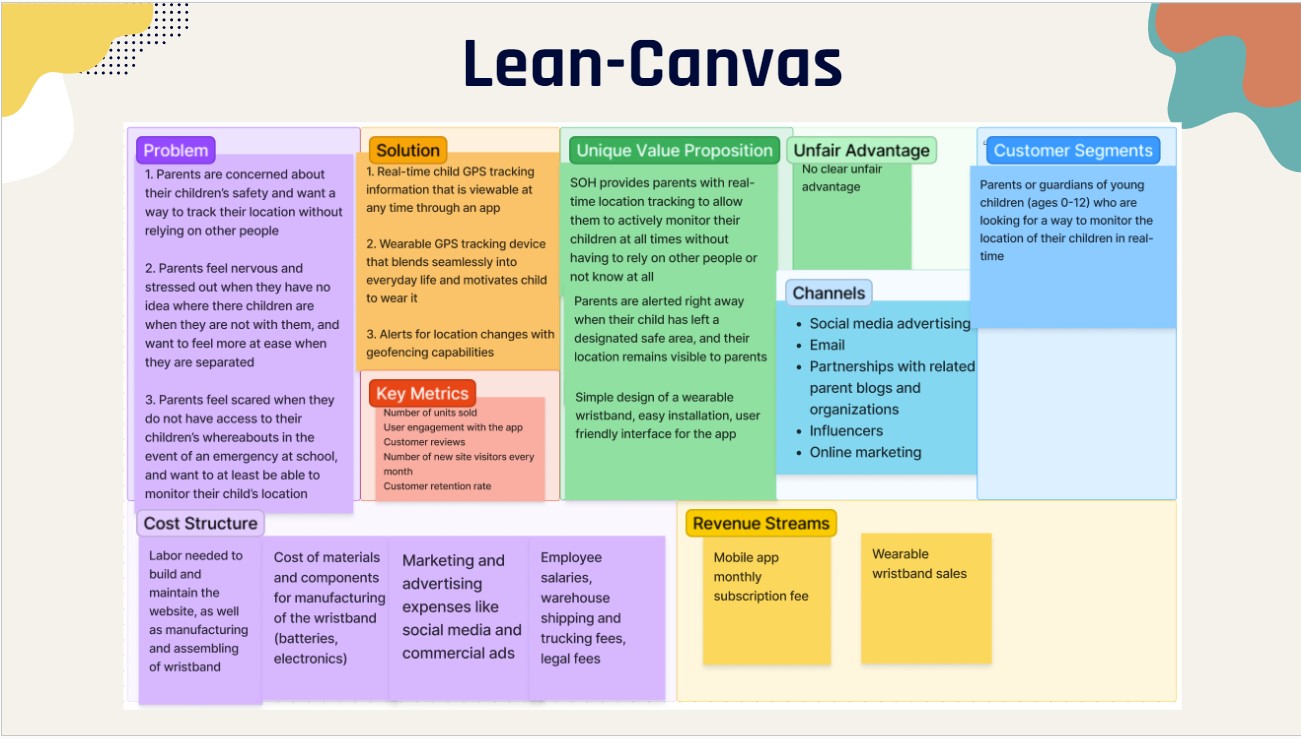 Lean-Canvas
Problem
1. Parents are concerned about
their children's safety and want a
way to track their location without
relying on other people
2. Parents feel nervous and
stressed out when they have no
idea where there children are
when they are not with them, and
want to feel more at ease when
they are separated
3. Parents feel scared when they
do not have access to their
children's whereabouts in the
event of an emergency at school,
and want to at least be able to
monitor their child's location
Solution
1. Real-time child GPS tracking
information that is viewable at
any time through an app
2. Wearable GPS tracking device
that blends seamlessly into
everyday life and motivates child
to wear it
3. Alerts for location changes with
geofencing capabilities
Key Metrics
Number of units sold
User engagement with the app
Customer reviews
Number of new site visitors every
month
Customer retention rate
Unique Value Proposition
SOH provides parents with real-
time location tracking to allow
them to actively monitor their
children at all times without
having to rely on other people or
not know at all
Parents are alerted right away
when their child has left a
designated safe area, and their
location remains visible to parents
Simple design of a wearable
wristband, easy installation, user
friendly interface for the app
Unfair Advantage
No clear unfair
advantage
Channels
• Social media advertising
• Email
• Partnerships with related
parent blogs and
organizations
• Influencers
• Online marketing
Customer Segments
Parents or guardians of young
children (ages 0-12) who are
looking for a way to monitor the
location of their children in real-
time
Cost Structure
Labor needed to
build and
maintain the
website, as well
as manufacturing
and assembling
of wristband
Cost of materials
and components
for manufacturing
of the wristband
(batteries,
electronics)
Marketing and
advertising
expenses like
social media and
commercial ads
Employee
salaries,
warehouse
shipping and
trucking fees,
legal fees
Revenue Streams
Mobile app
monthly
subscription fee
Wearable
wristband sales